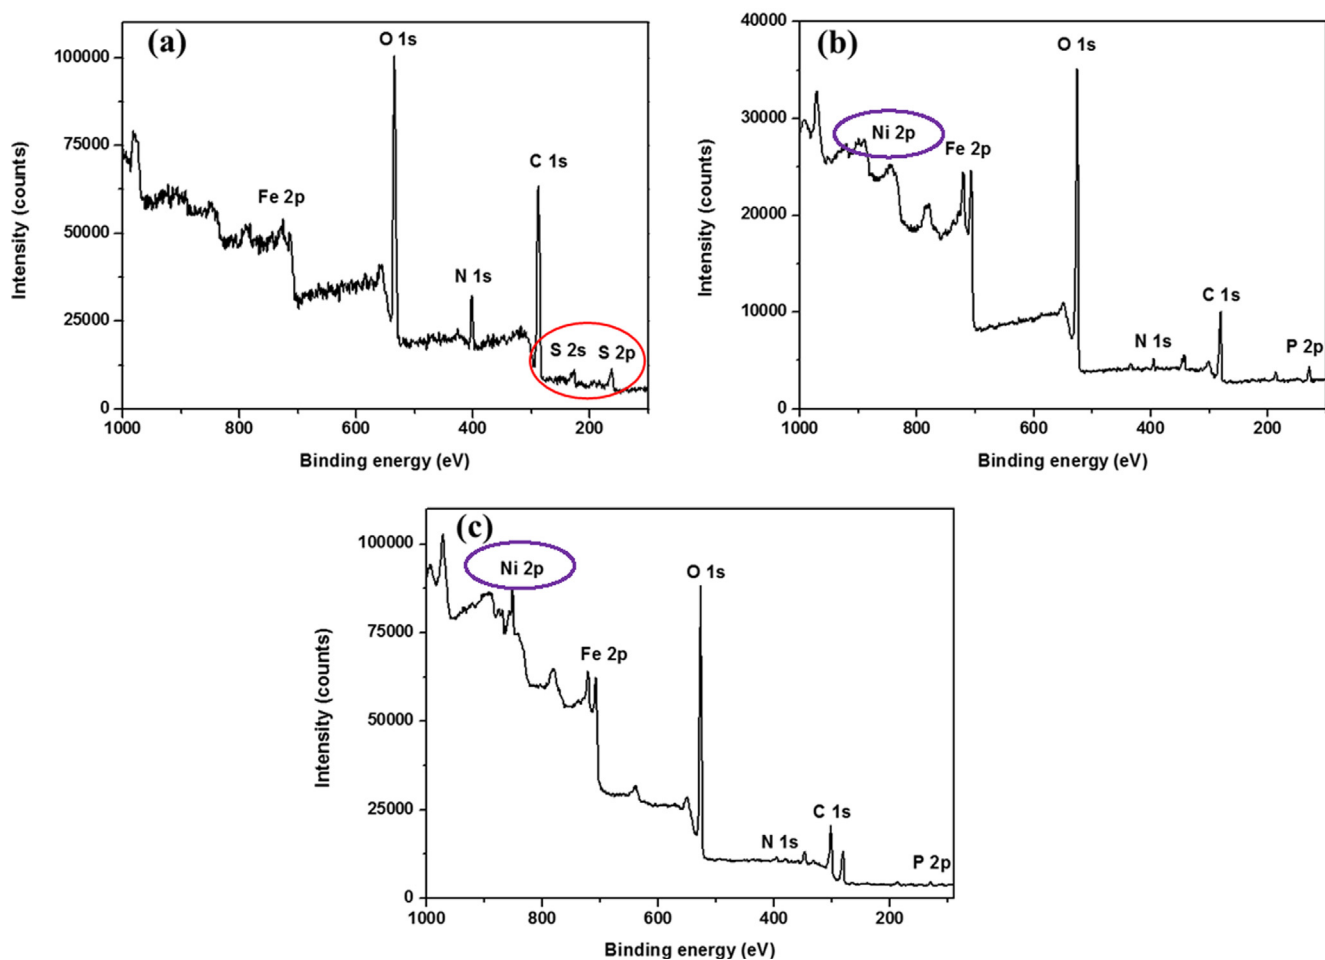 (a)
O 1s
C 1s
Fe 2p
N 1s
S 2s
S 2p
100000
75000
50000
25000
0
1000
800
600
400
200
Intensity (counts)
Binding energy (eV)
(b)
O 1s
Ni 2p
Fe 2p
C 1s
N 1s
P 2p
40000
30000
20000
10000
0
1000
800
600
400
200
Intensity (counts)
Binding energy (eV)
(c)
Ni 2p
O 1s
Fe 2p
C 1s
N 1s
P 2p
100000
75000
50000
25000
0
1000
800
600
400
200
Intensity (counts)
Binding energy (eV)